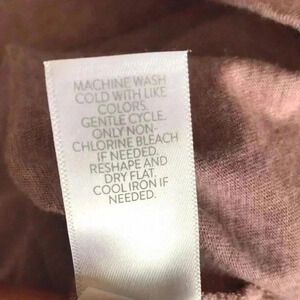 MACHINE WASH
COLD WITH LIKE
COLORS.
GENTLE CYCLE.
ONLY NON-
CHLORINE BLEACH
IF NEEDED.
RESHAPE AND
DRY FLAT.
COOL IRON IF
NEEDED.